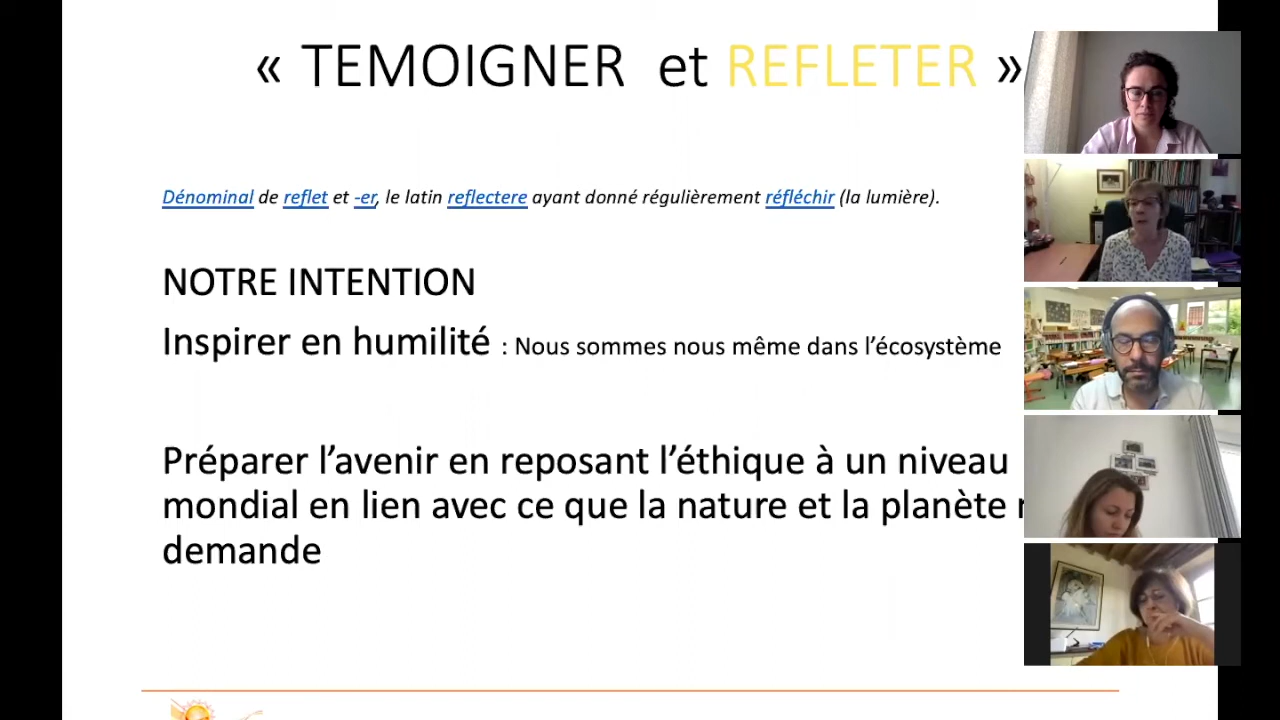 « TEMOIGNER et REFLETER »
Dénominal de reflet et -er, le latin reflectere ayant donné régulièrement réfléchir (la lumière).
NOTRE INTENTION
Inspirer en humilité : Nous sommes nous même dans l’écosystème
Préparer l’avenir en reposant l’éthique à un niveau
mondial en lien avec ce que la nature et la planète
demande